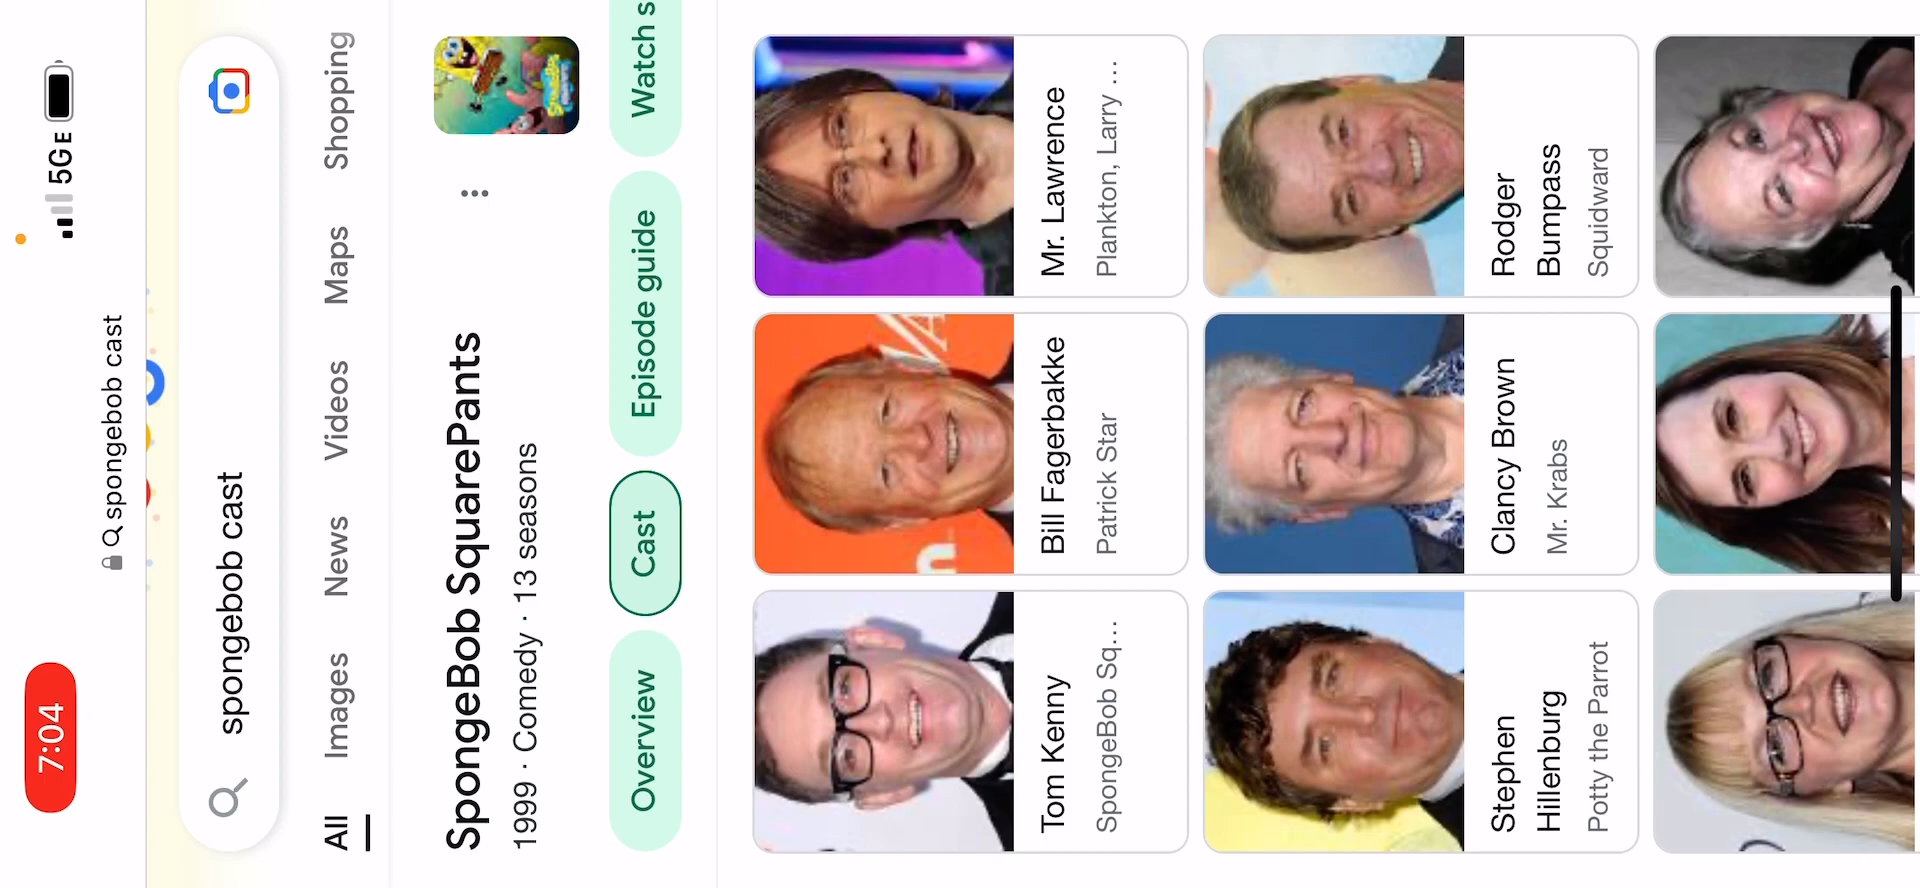 7:04
5GE
spongebob cast
spongebob cast
All
Images
News
Videos
Maps
Shopping
SpongeBob SquarePants
1999 · Comedy · 13 seasons
Overview
Cast
Episode guide
Watch s
Tom Kenny
SpongeBob Sq...
Bill Fagerbakke
Patrick Star
Mr. Lawrence
Plankton, Larry ...
Stephen
Hillenburg
Potty the Parrot
Clancy Brown
Mr. Krabs
Rodger
Bumpass
Squidward